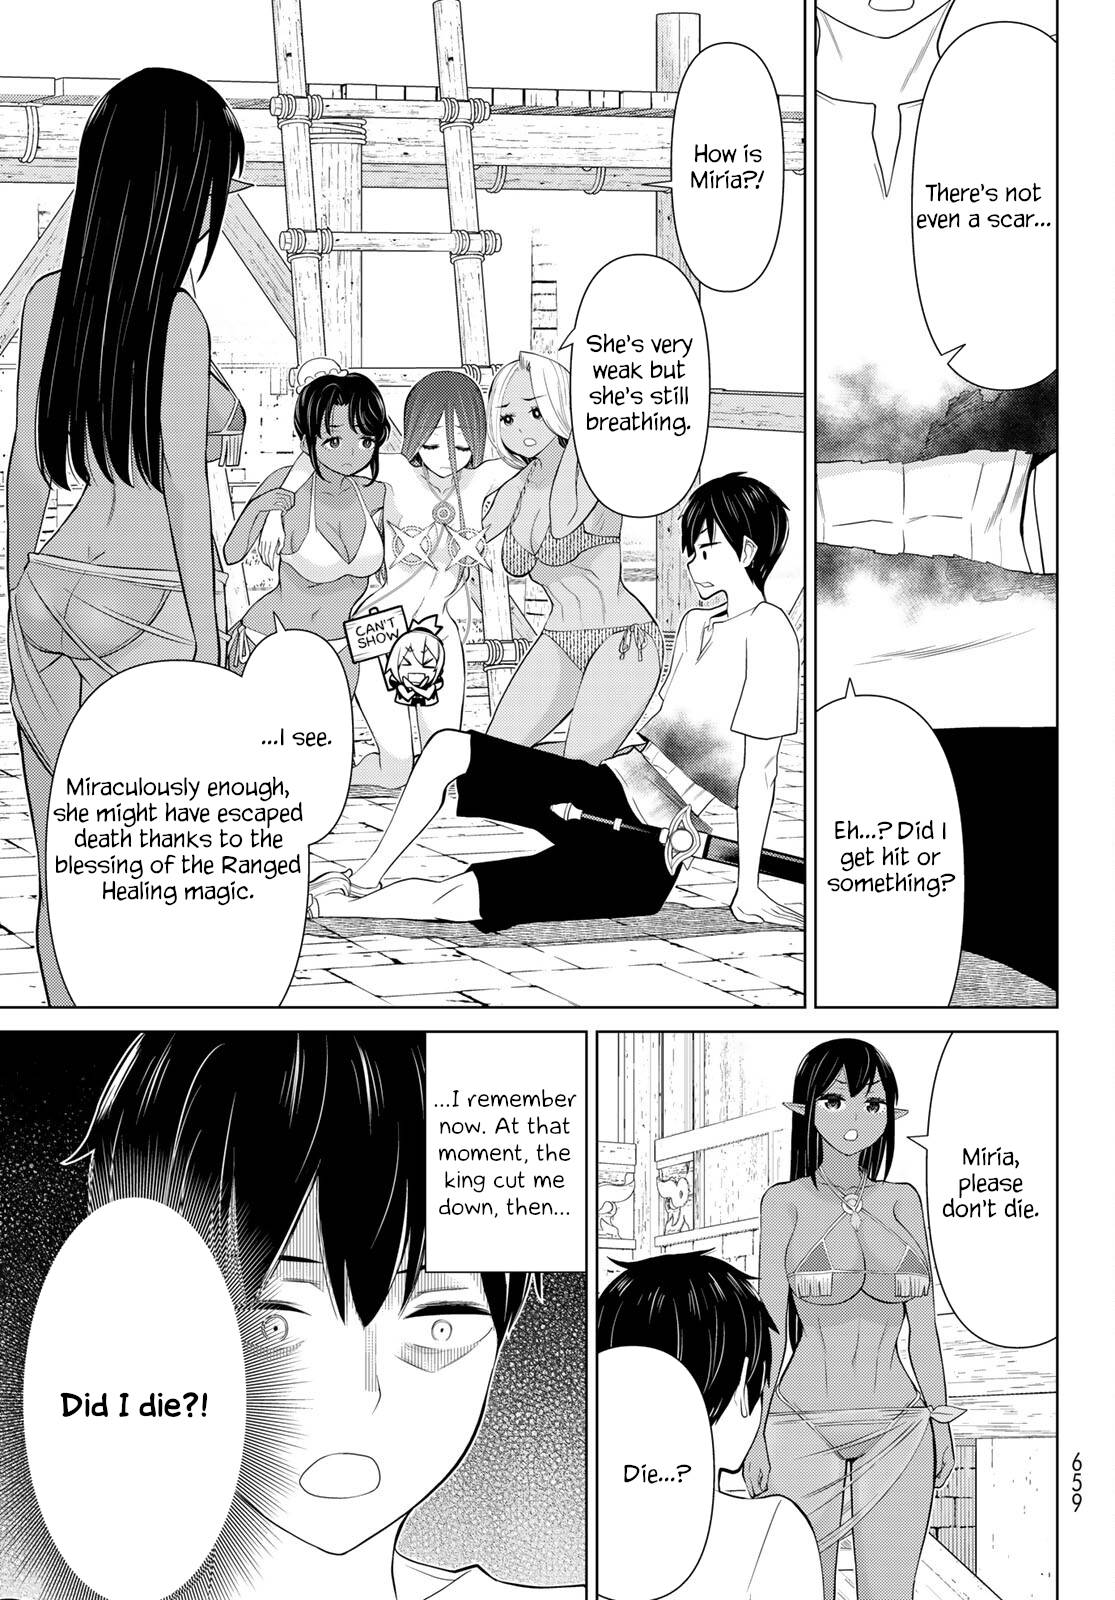 There's not
even a scar...
Eh...? Did I
get hit or
something?
How is
Miria?!
She's very
weak but
she's still
breathing.
CAN'T
SHOW
...I see.
Miraculously enough,
she might have escaped
death thanks to the
blessing of the Ranged
Healing magic.
Miria,
please
don't die.
Die...?
...I remember
now. At that
moment, the
king cut me
down, then...
Did I die?!
659